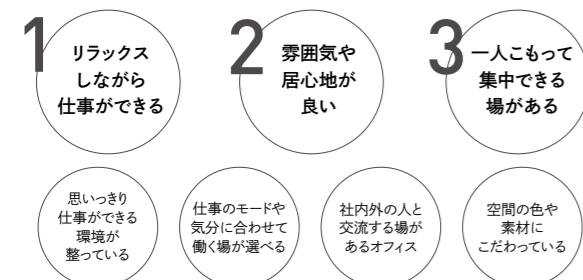 1
リラックス
しながら
仕事ができる
2
雰囲気や
居心地が
良い
3
一人こもって
集中できる
場がある
思いっきり
仕事ができる
環境が
整っている
仕事のモードや
気分に合わせて
働く場が選べる
社内外の人と
交流する場が
あるオフィス
空間の色や
素材に
こだわっている